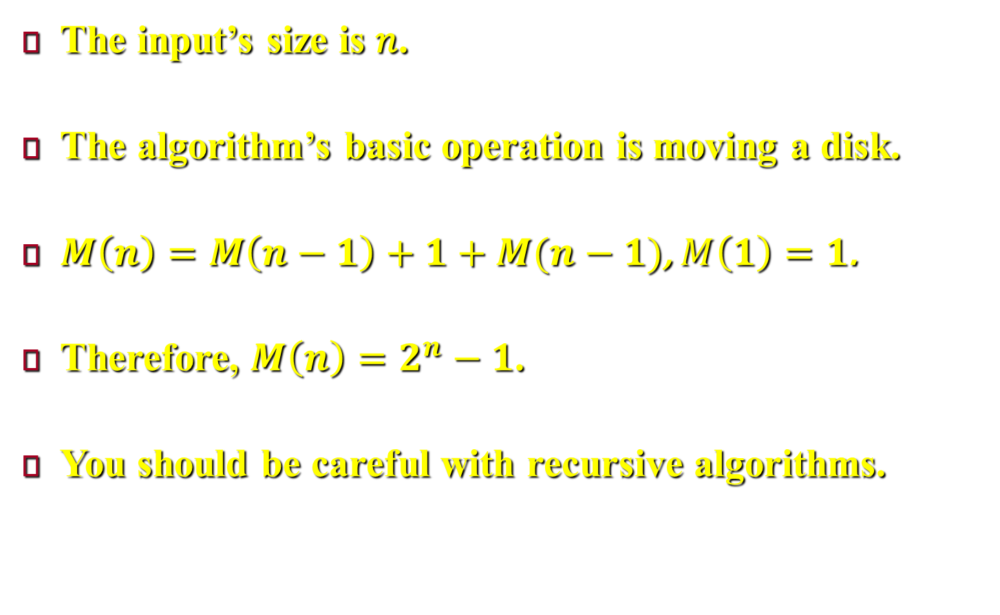 The input’s size is n.
The algorithm’s basic operation is moving a disk.
M(n) = M(n − 1) + 1 + M(n − 1), M(1) = 1.
Therefore, M(n) = 2ⁿ − 1.
You should be careful with recursive algorithms.